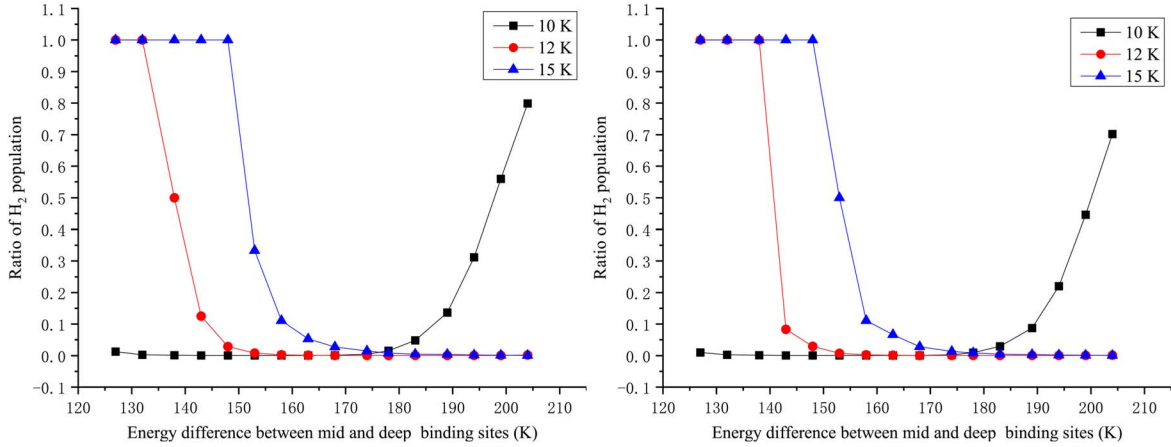 1.1
1.0
0.9
0.8
0.7
0.6
0.5
0.4
0.3
0.2
0.1
0.0
-0.1
120 130 140 150 160 170 180 190 200 210
Ratio of H₂ population
Energy difference between mid and deep binding sites (K)
10 K
12 K
15 K
1.1
1.0
0.9
0.8
0.7
0.6
0.5
0.4
0.3
0.2
0.1
0.0
-0.1
120 130 140 150 160 170 180 190 200 210
Ratio of H₂ population
Energy difference between mid and deep binding sites (K)
10 K
12 K
15 K